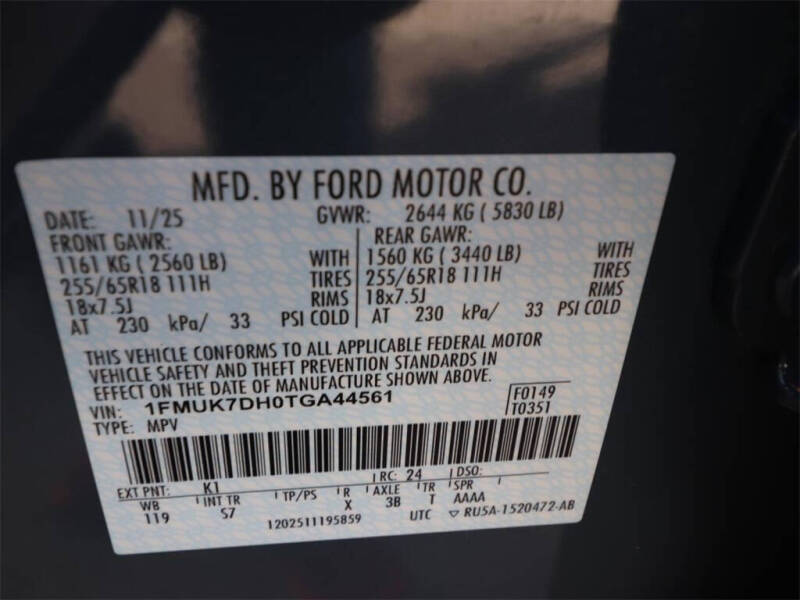 MFD. BY FORD MOTOR CO.
DATE: 11/25 GVWR: 2644 KG ( 5830 LB)
FRONT GAWR: REAR GAWR:
1161 KG ( 2560 LB) WITH 1560 KG ( 3440 LB) WITH
255/65R18 111H TIRES 255/65R18 111H TIRES
18x7.5J RIMS 18x7.5J RIMS
AT 230 kPa/ 33 PSI COLD AT 230 kPa/ 33 PSI COLD
THIS VEHICLE CONFORMS TO ALL APPLICABLE FEDERAL MOTOR
VEHICLE SAFETY AND THEFT PREVENTION STANDARDS IN
EFFECT ON THE DATE OF MANUFACTURE SHOWN ABOVE.
VIN: 1FMUK7DH0TGA44561 F0149
TYPE: MPV T0351
EXT PNT: K1 RC: 24 DSO:
WB INT TR TP/PS R AXLE TR SPR
119 S7 X 3B T AAAA
1202511195859 UTC ▽ RU5A-1520472-AB